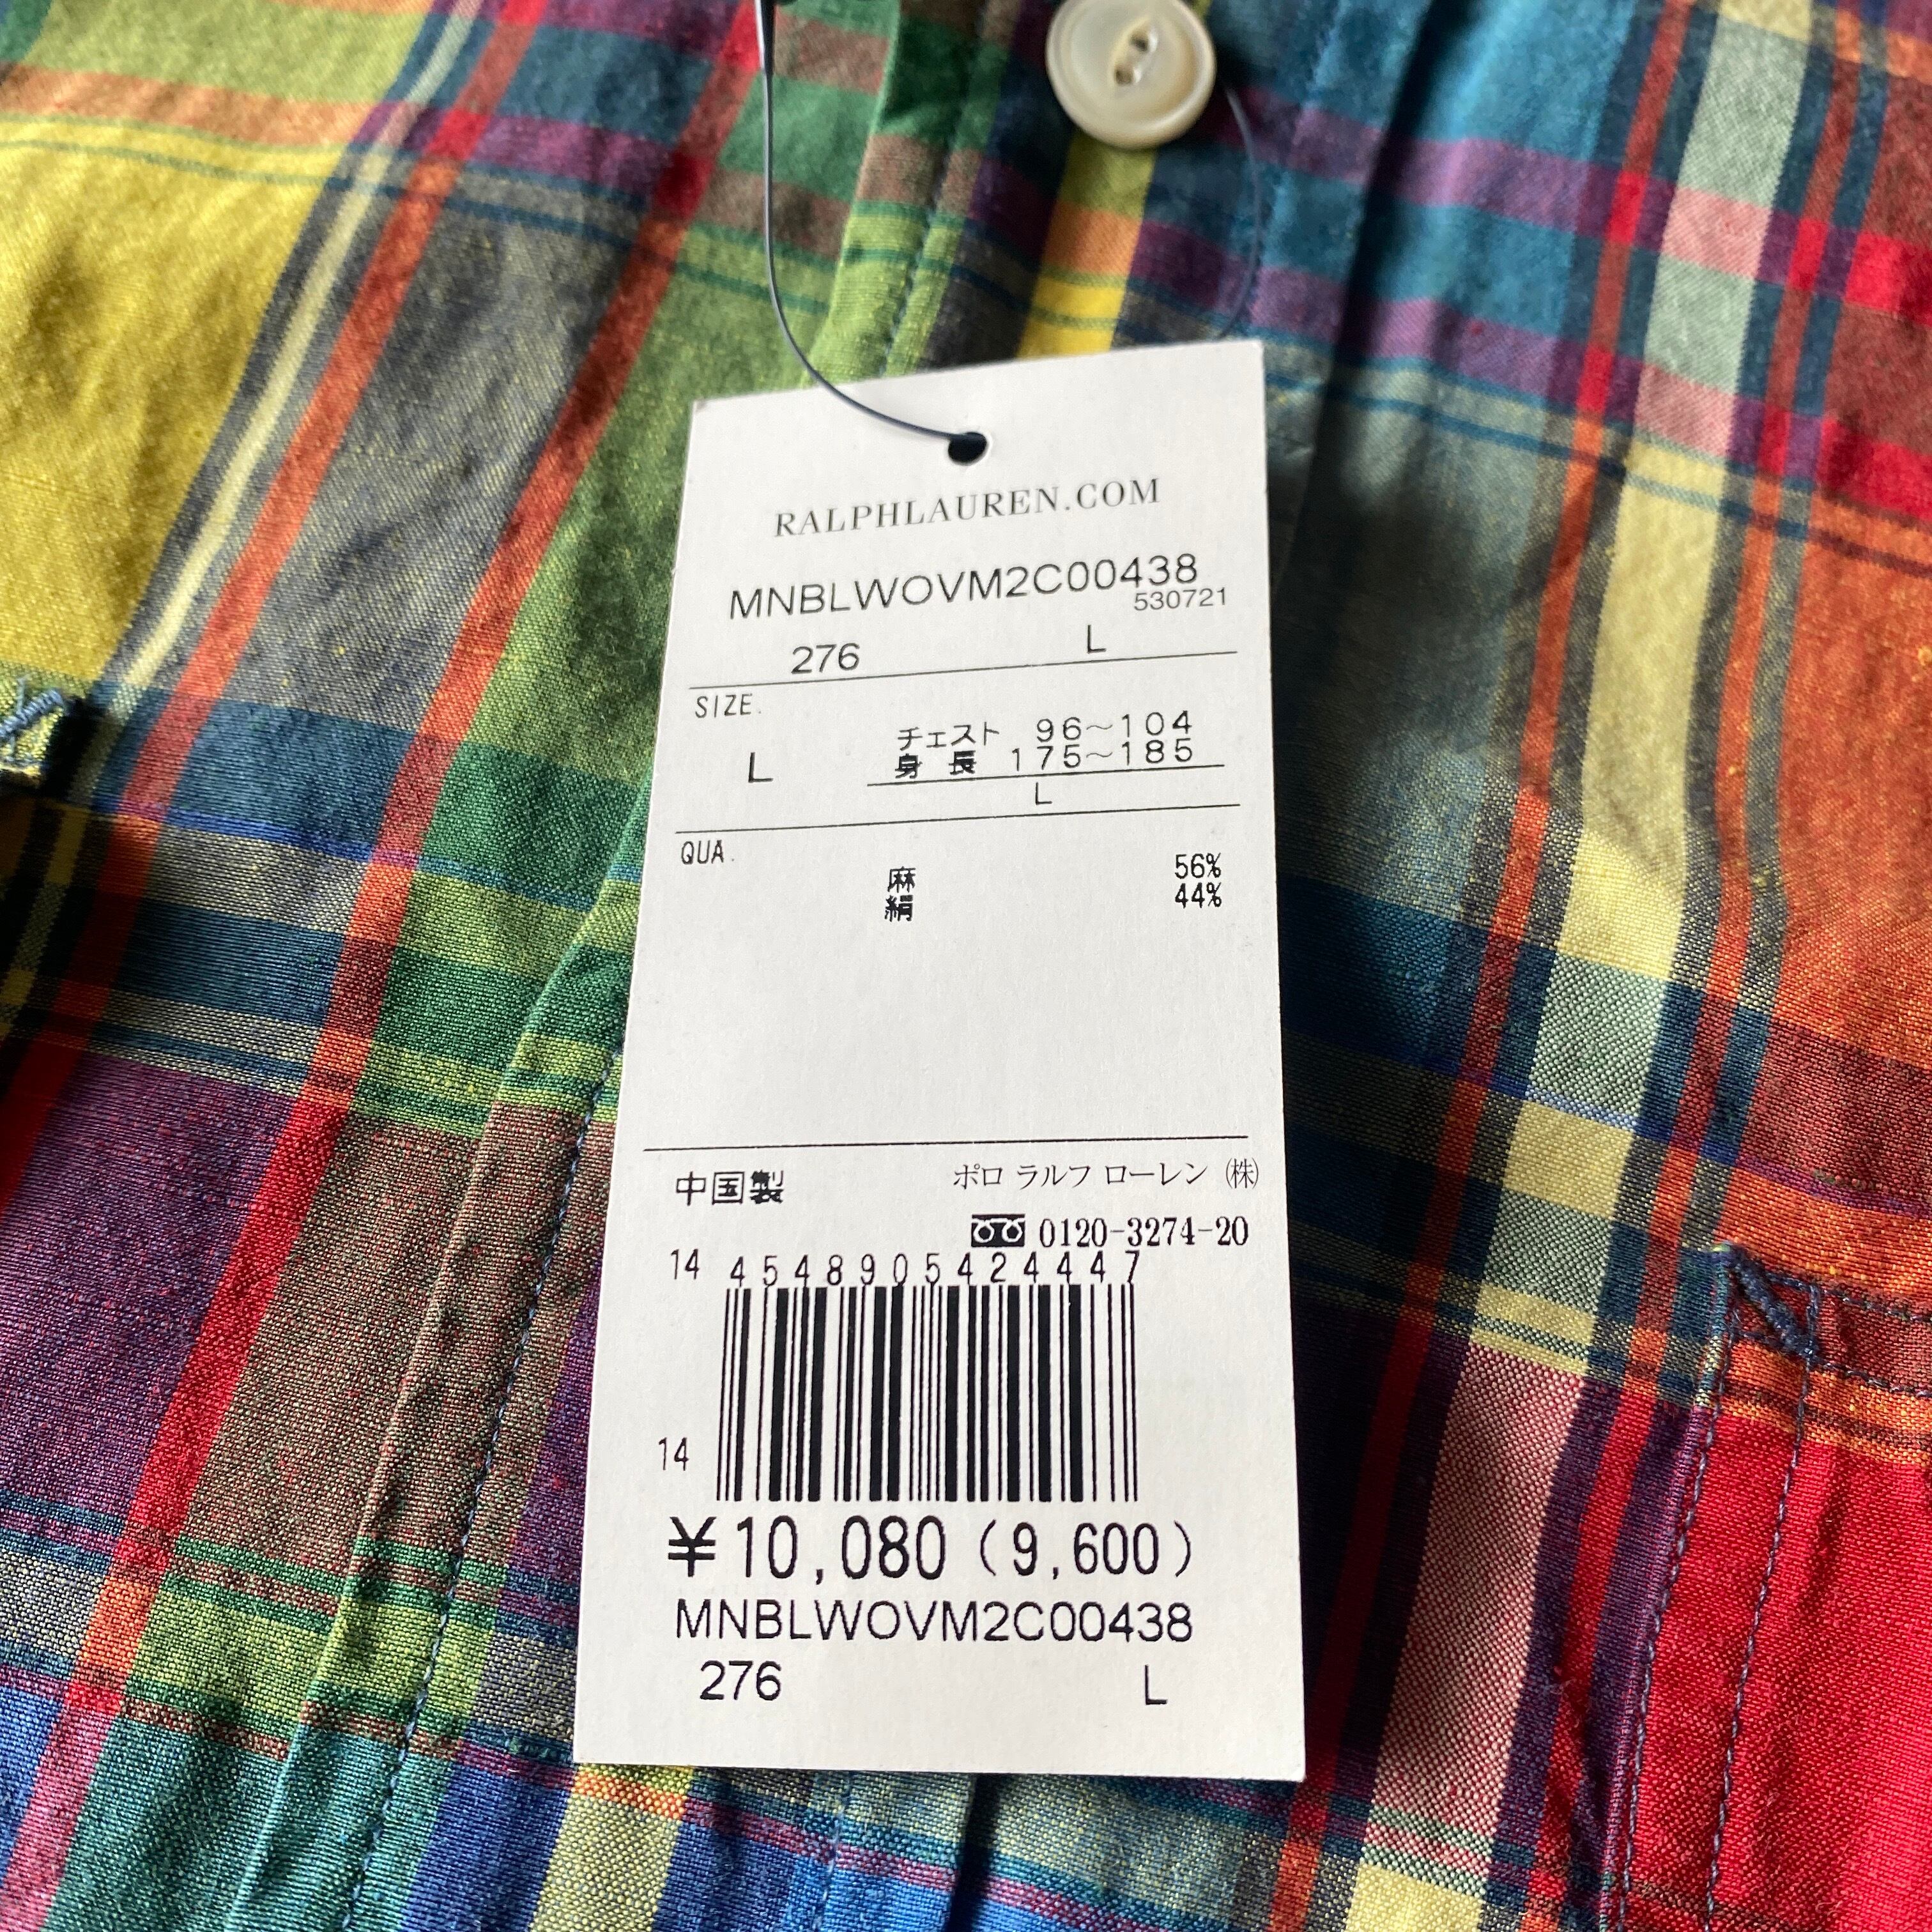 RALPHLAUREN.COM
MNBLWOVM2C00438
530721
276 L
SIZE.
L チェスト 96～104
身長 175～185
L
QUA.
麻 56%
絹 44%
中国製 ポロ ラルフ ローレン ㈱
0120-3274-20
14 4548905424447
14
¥10,080(9,600)
MNBLWOVM2C00438
276 L